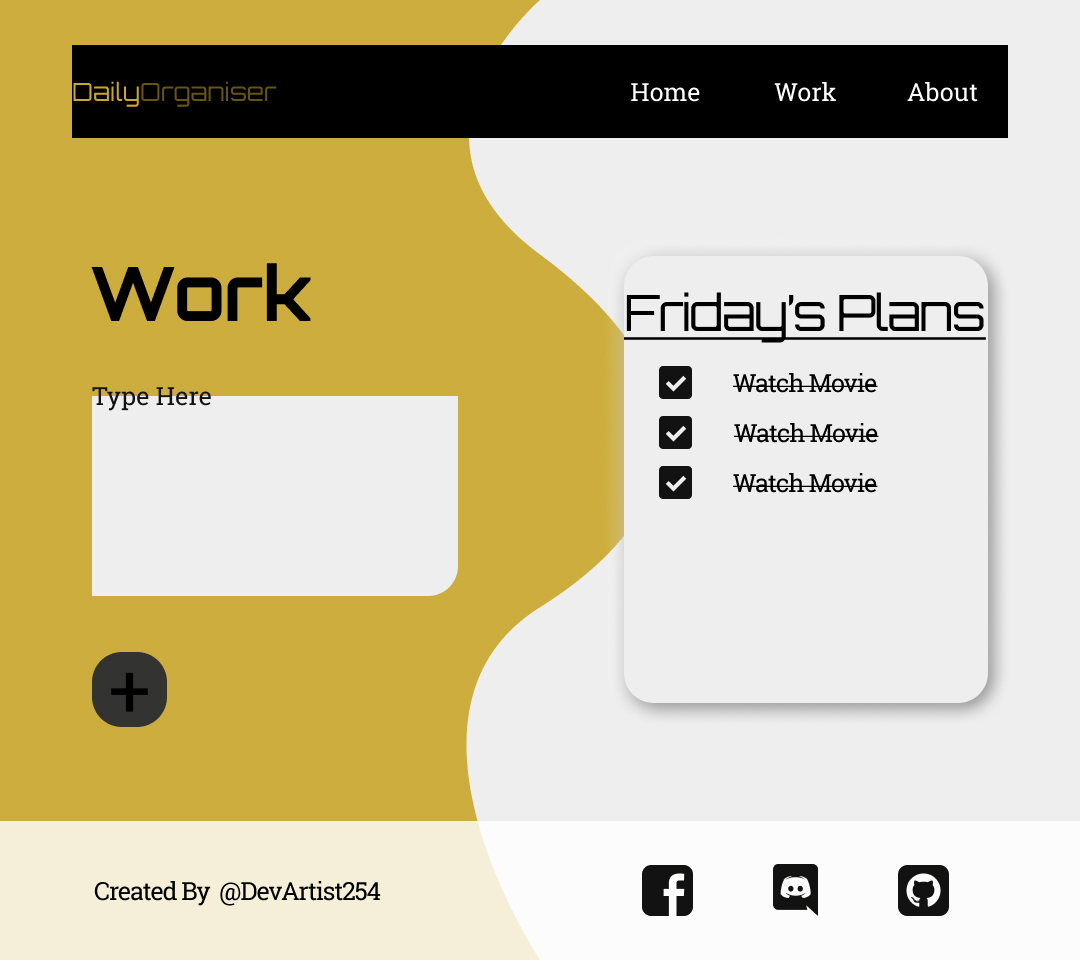 DailyOrganiser
Home
Work
About
Work
Type Here
Friday's Plans
Watch Movie
Watch Movie
Watch Movie
Created By @DevArtist254